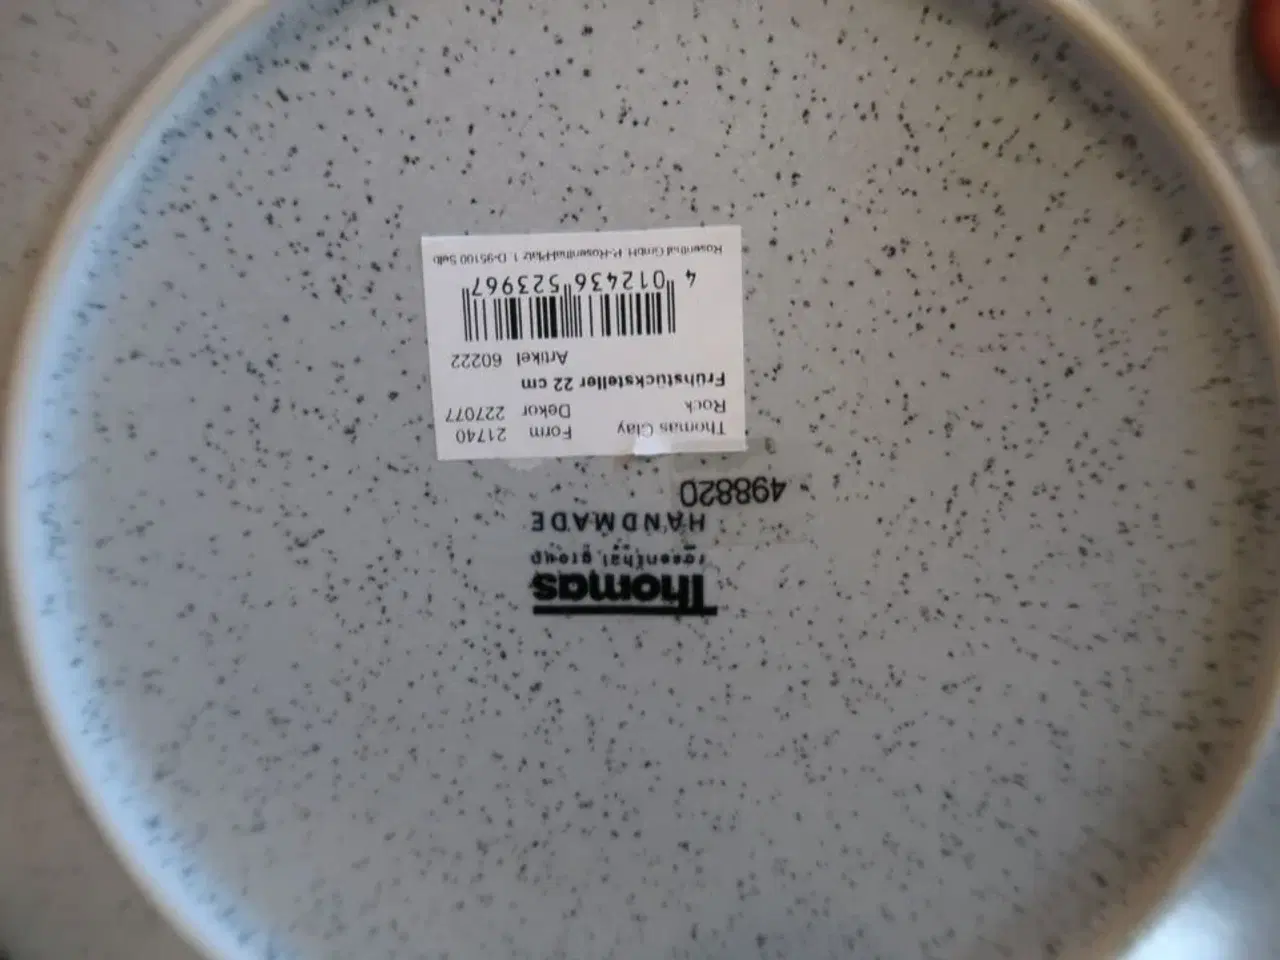 Thomas
rosenthal group
HANDMADE
498820
Thomas Clay Form 21740
Rock Dekor 227077
Frühstücksteller 22 cm
Artikel 60222
4 012436 523967
Rosenthal GmbH, P.-Rosenthal-Platz 1, D-95100 Selb